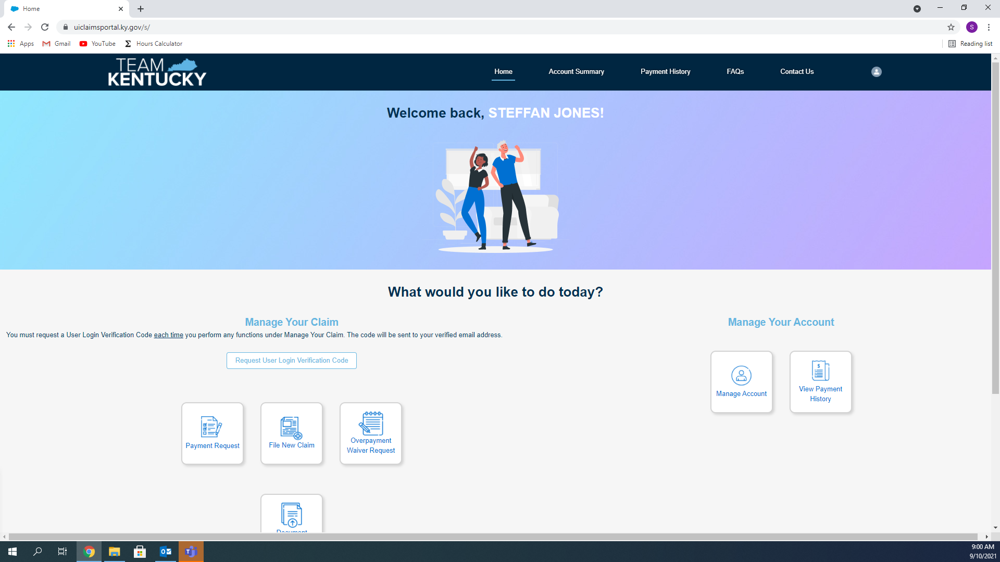 Home
uiclaimsportal.ky.gov/s/
S
Apps Gmail YouTube Hours Calculator Reading list
TEAM
KENTUCKY
Home Account Summary Payment History FAQs Contact Us
Welcome back, STEFFAN JONES!
What would you like to do today?
Manage Your Claim
You must request a User Login Verification Code each time you perform any functions under Manage Your Claim. The code will be sent to your verified email address.
Request User Login Verification Code
Payment Request
File New Claim
Overpayment
Waiver Request
Document
Manage Your Account
Manage Account
View Payment
History
9:00 AM
9/10/2021